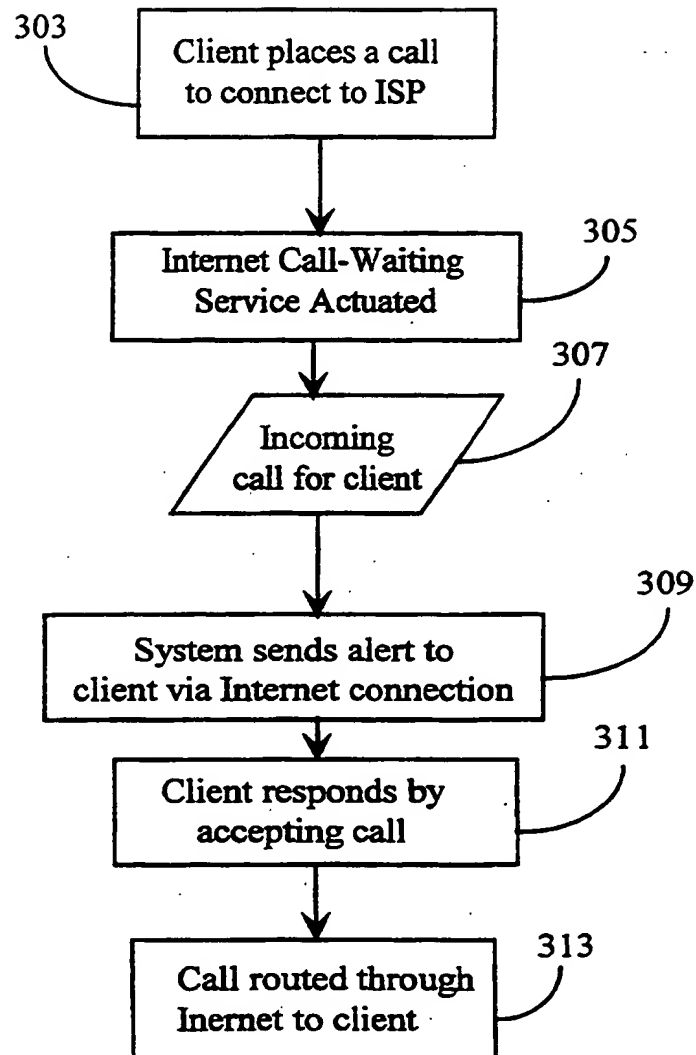 303
Client places a call
to connect to ISP
305
Internet Call-Waiting
Service Actuated
307
Incoming
call for client
309
System sends alert to
client via Internet connection
311
Client responds by
accepting call
313
Call routed through
Inernet to client